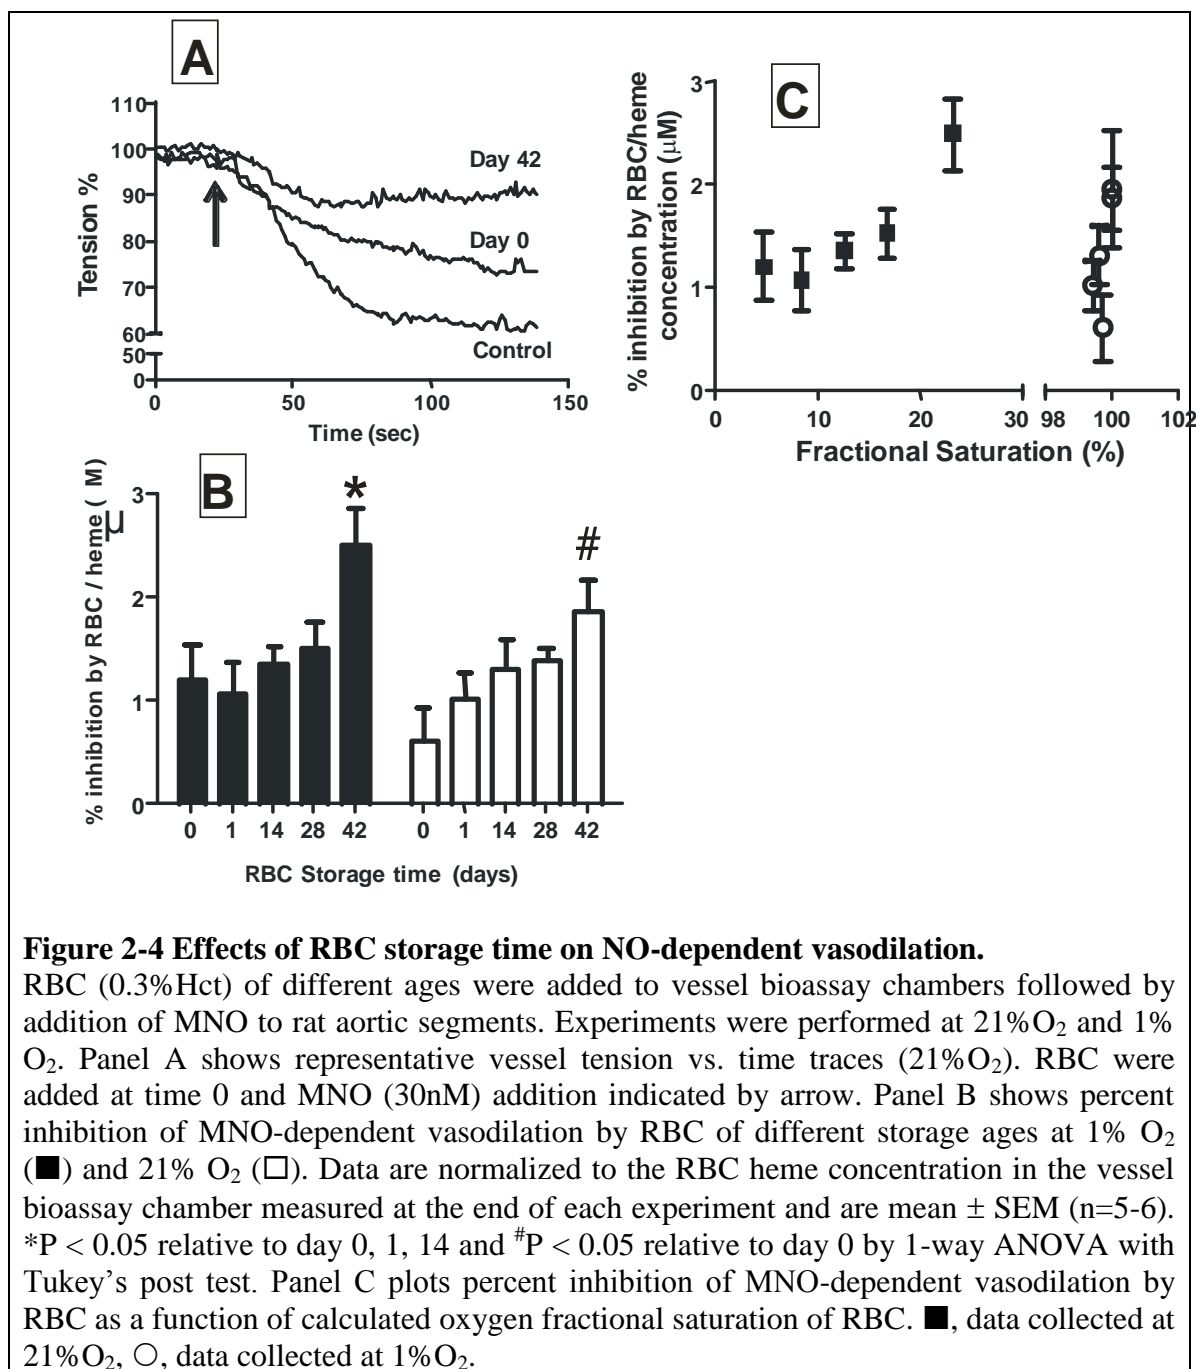 A
110
100
90
80
70
60
50
0
Tension %
Day 42
Day 0
Control
0 50 100 150
Time (sec)
C
3
2
1
0
% inhibition by RBC/heme
concentration (µM)
0 10 20 30 98 100 102
Fractional Saturation (%)
B
3
2
1
0
% inhibition by RBC / heme ( M)
µ
*
#
0 1 14 28 42 0 1 14 28 42
RBC Storage time (days)
Figure 2-4 Effects of RBC storage time on NO-dependent vasodilation.
RBC (0.3%Hct) of different ages were added to vessel bioassay chambers followed by
addition of MNO to rat aortic segments. Experiments were performed at 21%O₂ and 1%
O₂. Panel A shows representative vessel tension vs. time traces (21%O₂). RBC were
added at time 0 and MNO (30nM) addition indicated by arrow. Panel B shows percent
inhibition of MNO-dependent vasodilation by RBC of different storage ages at 1% O₂
(■) and 21% O₂ (□). Data are normalized to the RBC heme concentration in the vessel
bioassay chamber measured at the end of each experiment and are mean ± SEM (n=5-6).
*P < 0.05 relative to day 0, 1, 14 and #P < 0.05 relative to day 0 by 1-way ANOVA with
Tukey's post test. Panel C plots percent inhibition of MNO-dependent vasodilation by
RBC as a function of calculated oxygen fractional saturation of RBC. ■, data collected at
21%O₂, ○, data collected at 1%O₂.